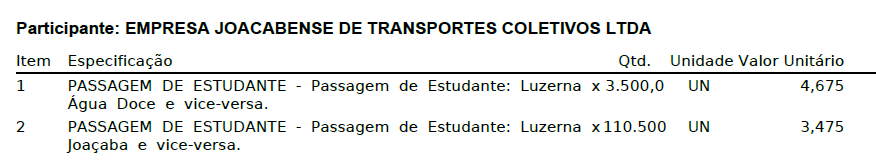 Participante: EMPRESA JOACABENSE DE TRANSPORTES COLETIVOS LTDA
Item Especificação Qtd. Unidade Valor Unitário
1 PASSAGEM DE ESTUDANTE - Passagem de Estudante: Luzerna x 3.500,0 UN 4,675
Água Doce e vice-versa.
2 PASSAGEM DE ESTUDANTE - Passagem de Estudante: Luzerna x 110.500 UN 3,475
Joaçaba e vice-versa.